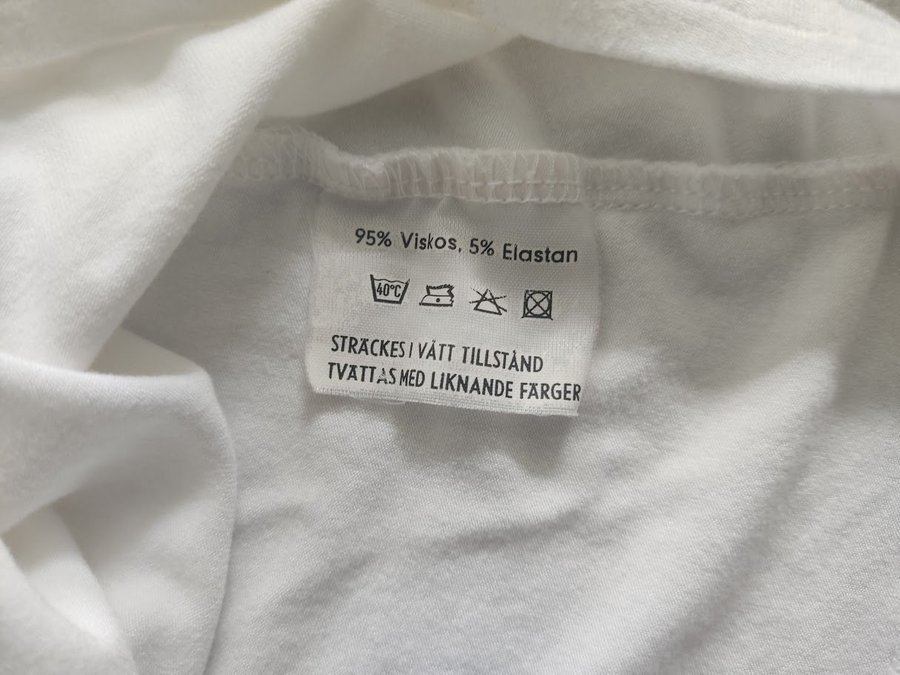 95% Viskos, 5% Elastan
40°C
STRÄCKES I VÅTT TILLSTÅND
TVÄTTAS MED LIKNANDE FÄRGER